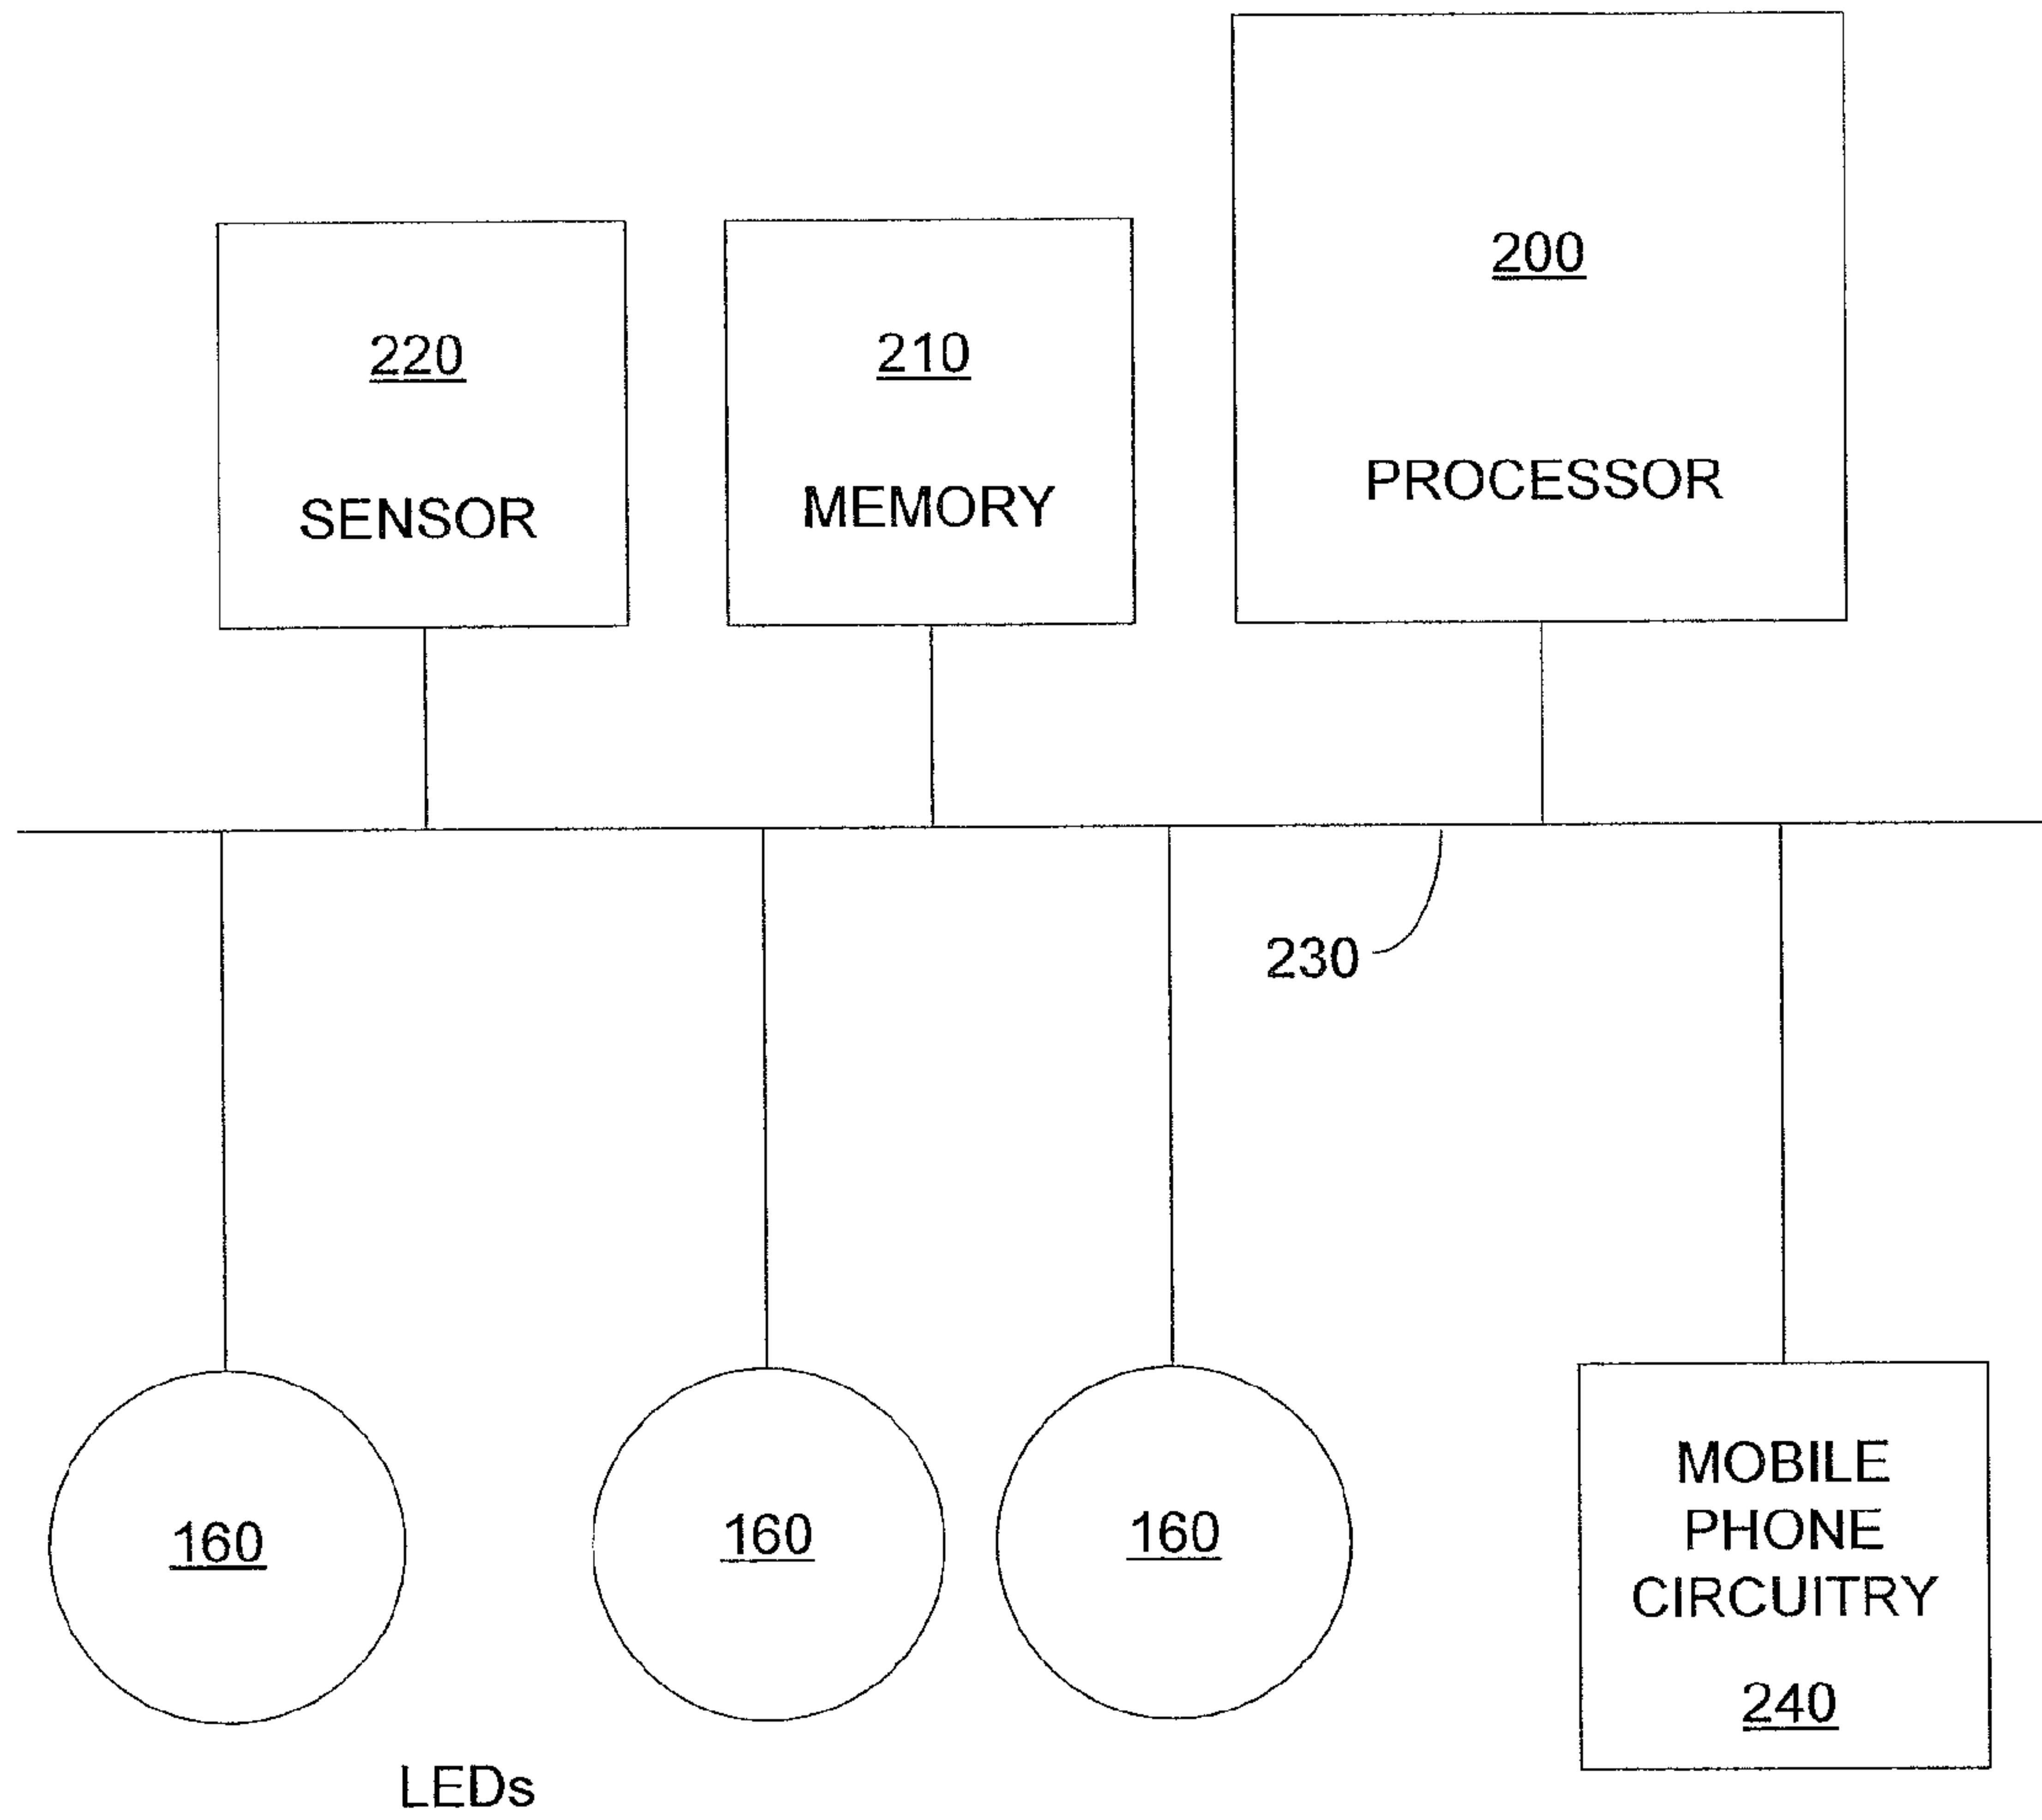 200
PROCESSOR
220
SENSOR
210
MEMORY
230
160
160
160
LEDs
MOBILE
PHONE
CIRCUITRY
240